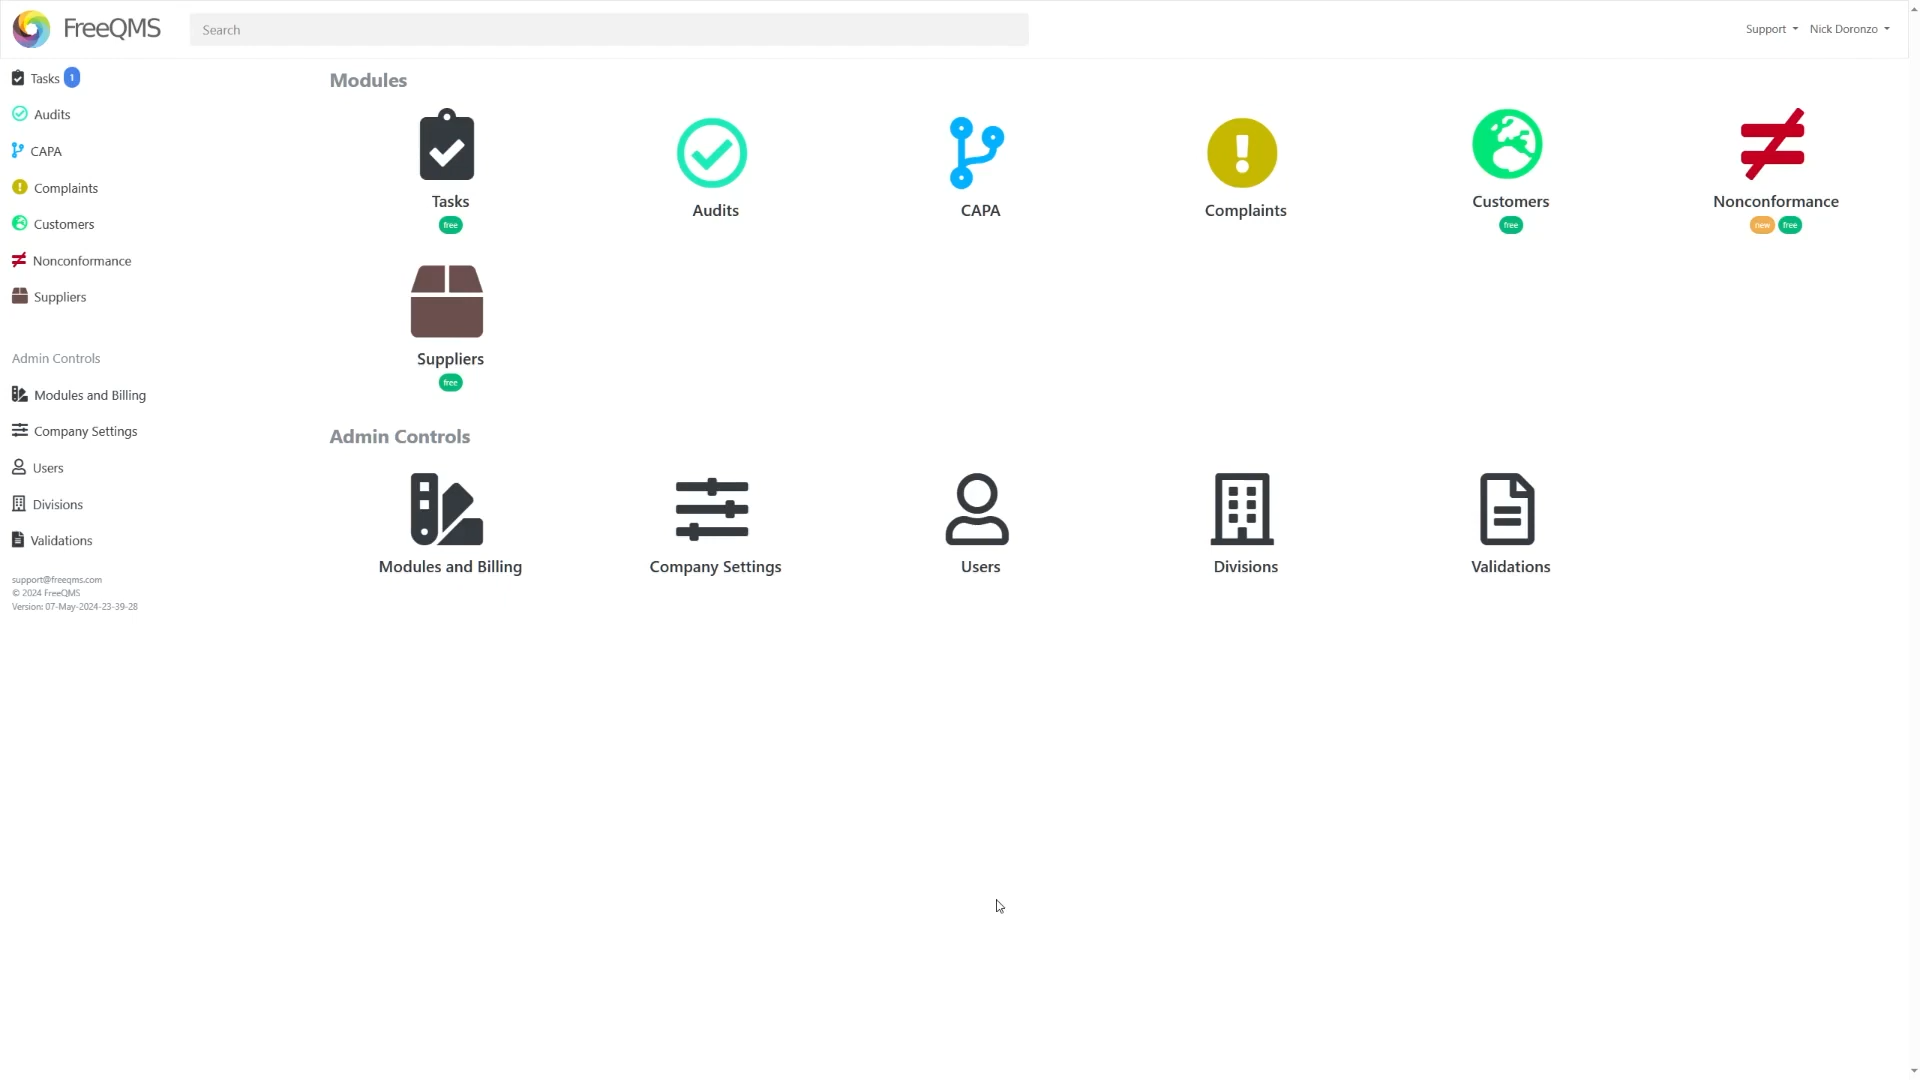 FreeQMS
Search
Support
Nick Doronzo
Tasks 1
Audits
CAPA
Complaints
Customers
Nonconformance
Suppliers
Admin Controls
Modules and Billing
Company Settings
Users
Divisions
Validations
support@freeqms.com
© 2024 FreeQMS
Version: 07-May-2024-23-39-28
Modules
Tasks
free
Audits
CAPA
Complaints
Customers
free
Nonconformance
new free
Suppliers
free
Admin Controls
Modules and Billing
Company Settings
Users
Divisions
Validations